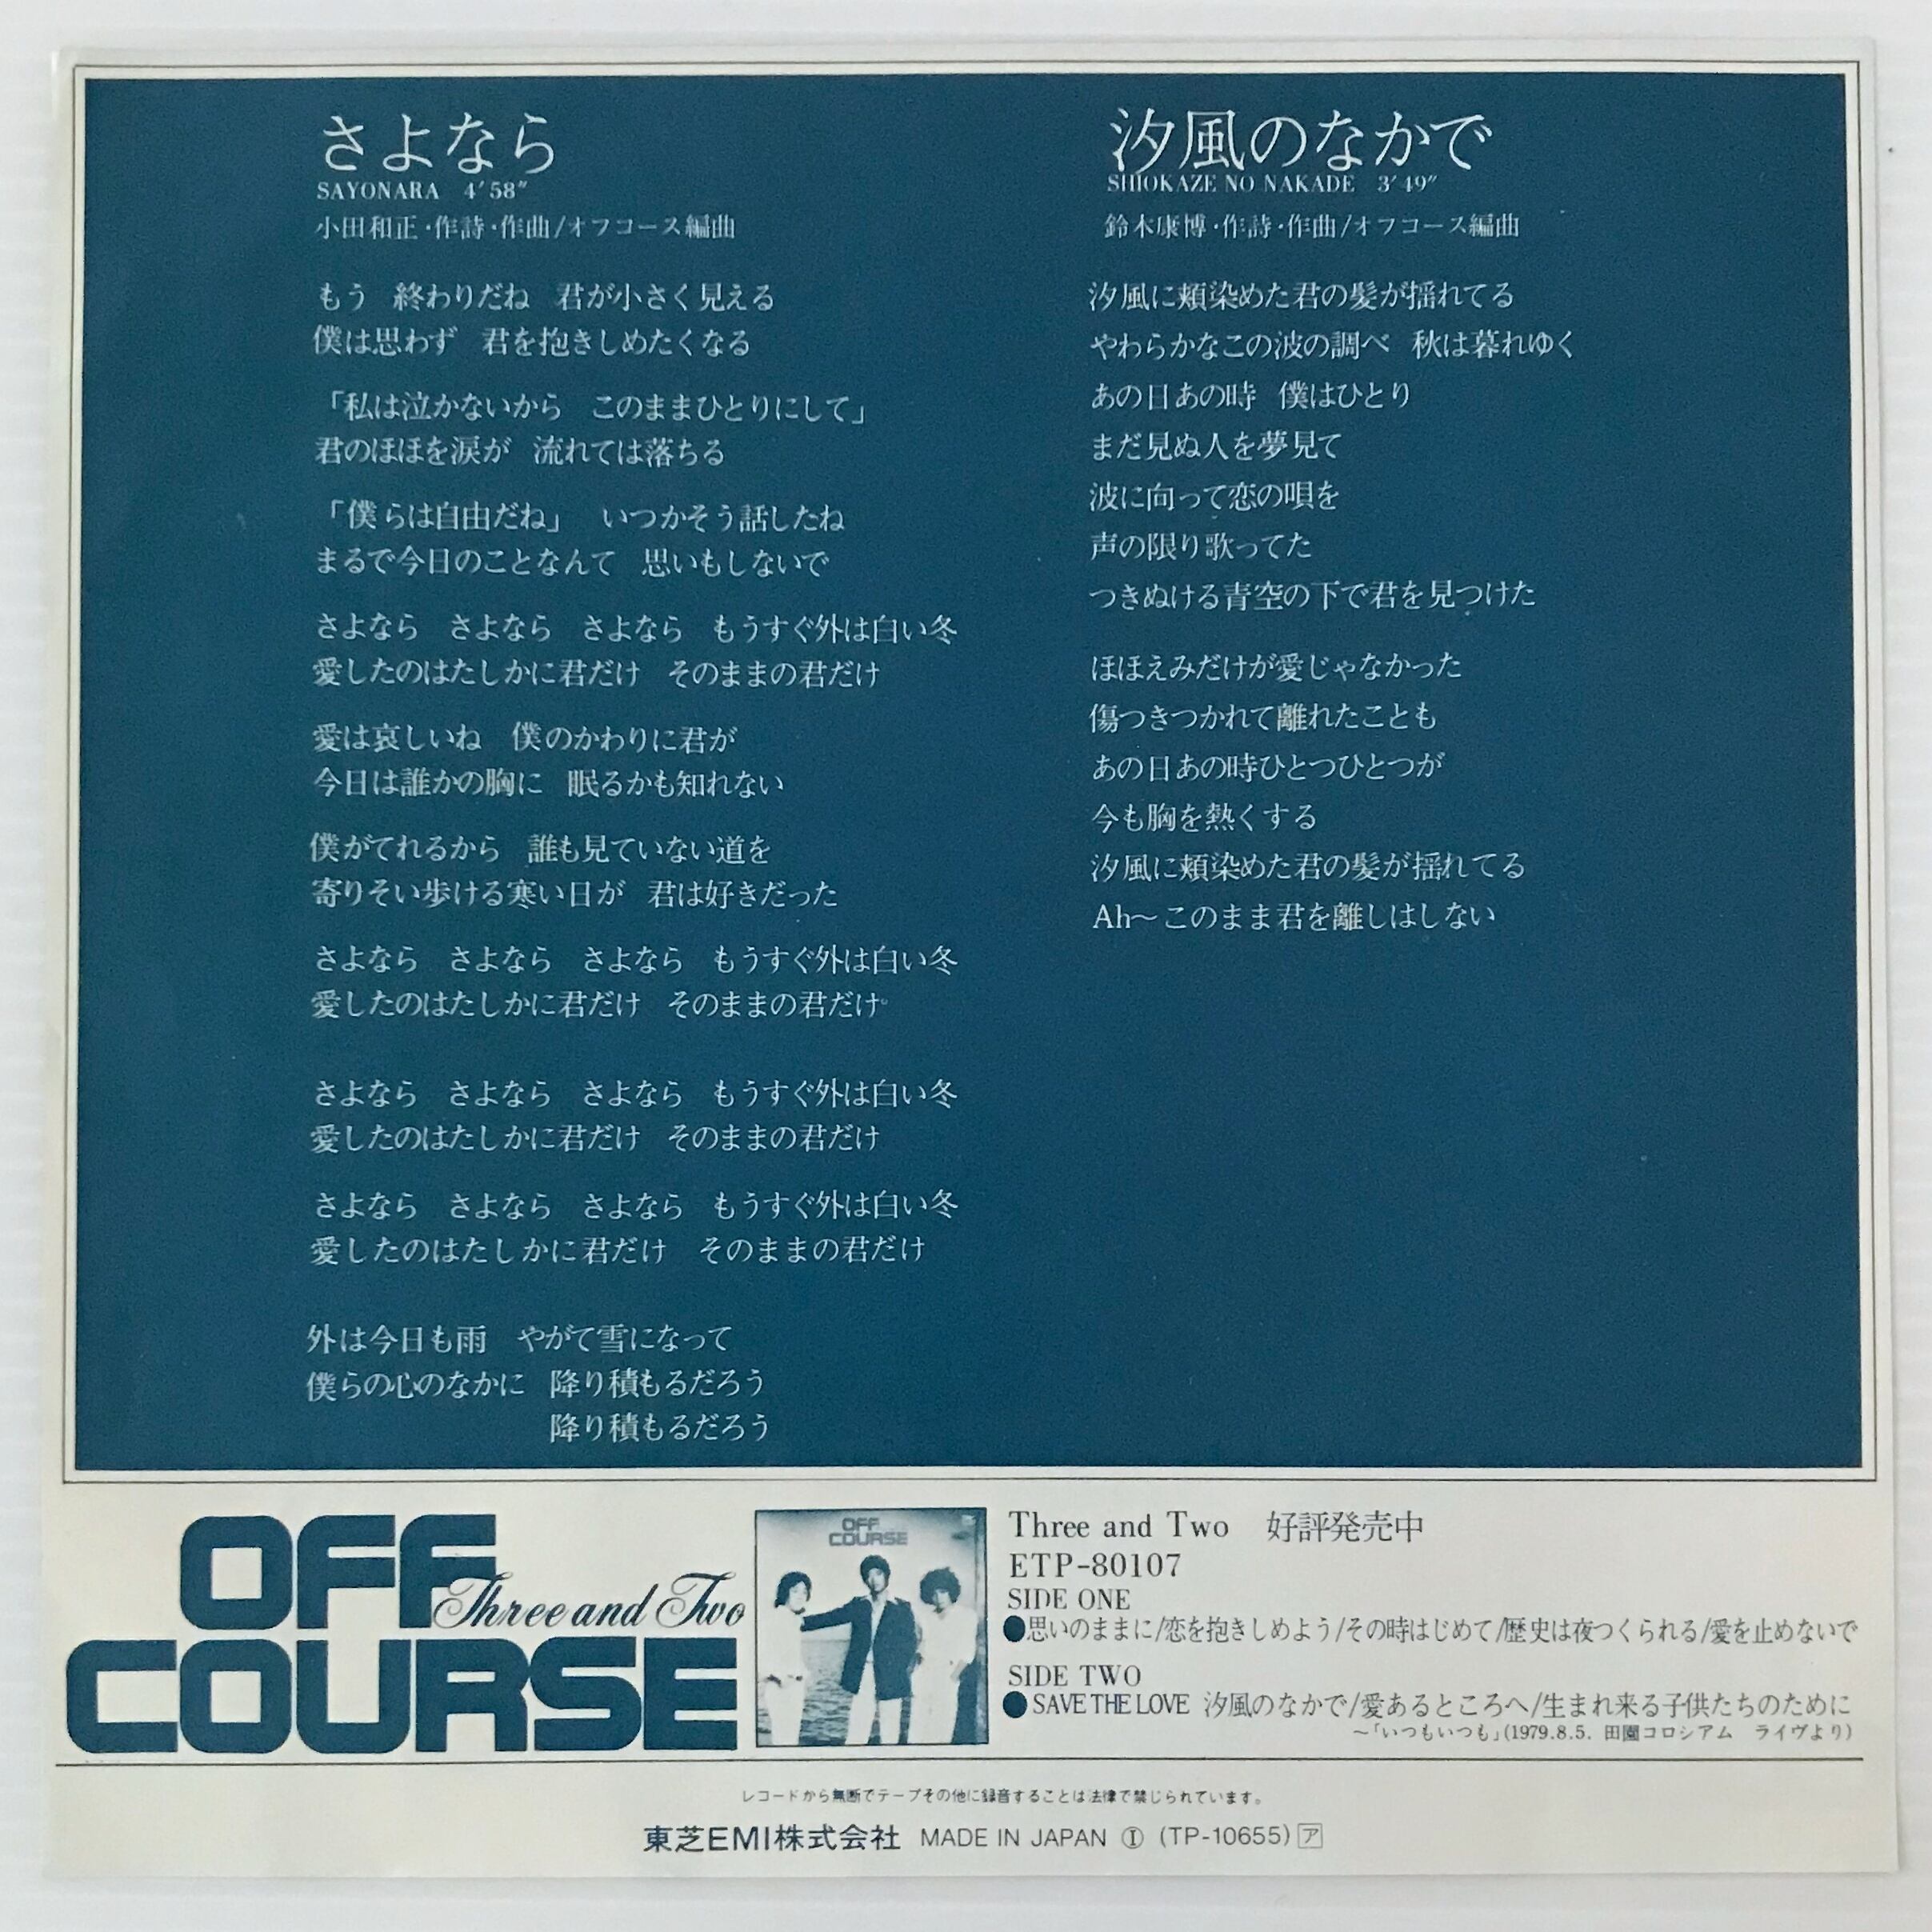 さよなら
SAYONARA 4′58″
小田和正・作詩・作曲/オフコース編曲
もう 終わりだね 君が小さく見える
僕は思わず 君を抱きしめたくなる
「私は泣かないから このままひとりにして」
君のほほを涙が 流れては落ちる
「僕らは自由だね」 いつかそう話したね
まるで今日のことなんて 思いもしないで
さよなら さよなら さよなら もうすぐ外は白い冬
愛したのはたしかに君だけ そのままの君だけ
愛は哀しいね 僕のかわりに君が
今日は誰かの胸に 眠るかも知れない
僕がてれるから 誰も見ていない道を
寄りそい歩ける寒い日が 君は好きだった
さよなら さよなら さよなら もうすぐ外は白い冬
愛したのはたしかに君だけ そのままの君だけ
さよなら さよなら さよなら もうすぐ外は白い冬
愛したのはたしかに君だけ そのままの君だけ
さよなら さよなら さよなら もうすぐ外は白い冬
愛したのはたしかに君だけ そのままの君だけ
外は今日も雨 やがて雪になって
僕らの心のなかに 降り積もるだろう
降り積もるだろう
汐風のなかで
SHIOKAZE NO NAKADE 3′49″
鈴木康博・作詩・作曲/オフコース編曲
汐風に頬染めた君の髪が揺れてる
やわらかなこの波の調べ 秋は暮れゆく
あの日あの時 僕はひとり
まだ見ぬ人を夢見て
波に向って恋の唄を
声の限り歌ってた
つきぬける青空の下で君を見つけた
ほほえみだけが愛じゃなかった
傷つきつかれて離れたことも
あの日あの時ひとつひとつが
今も胸を熱くする
汐風に頬染めた君の髪が揺れてる
Ah〜このまま君を離しはしない
OFF
Three and Two
COURSE
OFF
COURSE
Three and Two 好評発売中
ETP-80107
SIDE ONE
●思いのままに/恋を抱きしめよう/その時はじめて/歴史は夜つくられる/愛を止めないで
SIDE TWO
●SAVE THE LOVE 汐風のなかで/愛あるところへ/生まれ来る子供たちのために
〜「いつもいつも」(1979.8.5. 田園コロシアム ライヴより)
レコードから無断でテープその他に録音することは法律で禁じられています。
東芝EMI株式会社 MADE IN JAPAN Ⓘ (TP-10655) ア